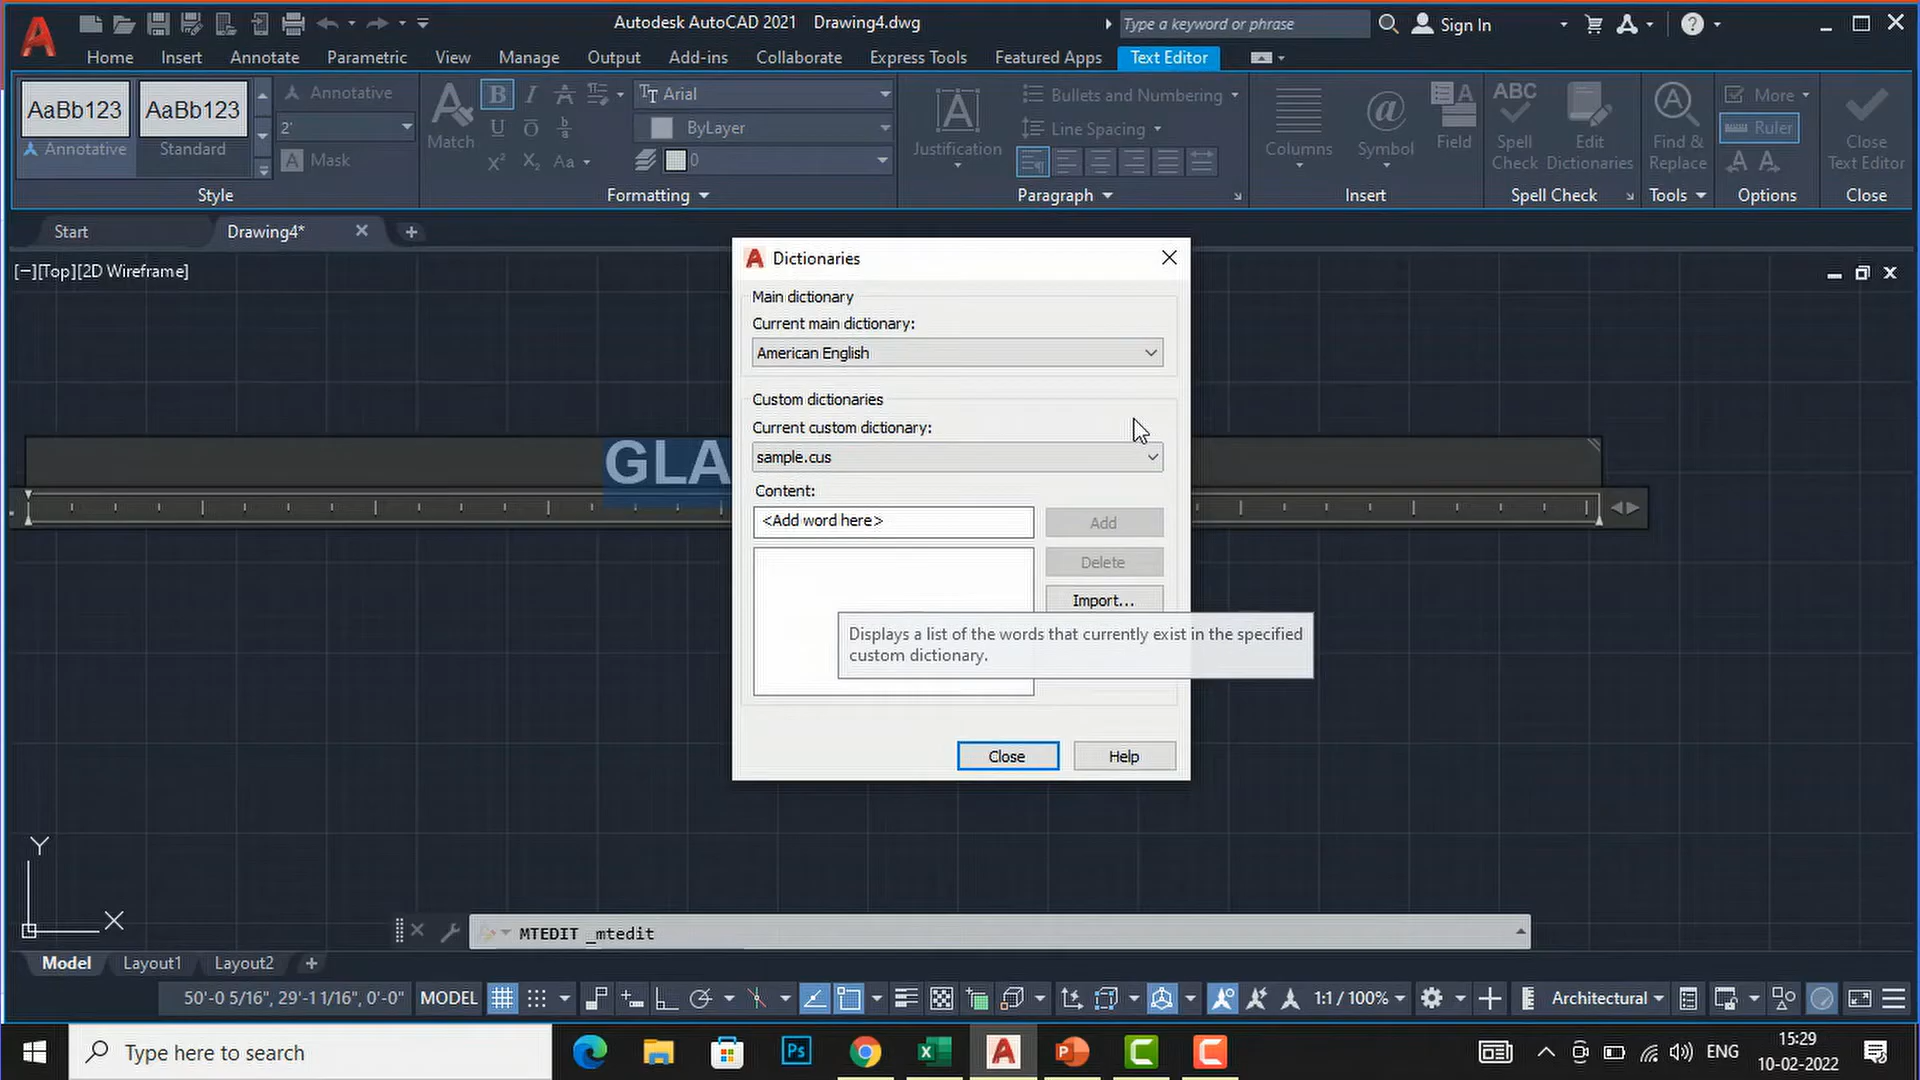 Autodesk AutoCAD 2021 Drawing4.dwg
Type a keyword or phrase
Sign In
Home Insert Annotate Parametric View Manage Output Add-ins Collaborate Express Tools Featured Apps Text Editor
AaBb123
Annotative
AaBb123
Standard
Annotative
2'
Mask
Style
Match
Arial
ByLayer
0
Formatting
Justification
Bullets and Numbering
Line Spacing
Paragraph
Columns
Symbol
Field
Insert
ABC
Spell
Check
Edit
Dictionaries
Spell Check
Find &
Replace
Tools
More
Ruler
Options
Close
Text Editor
Close
Start
Drawing4*
[−][Top][2D Wireframe]
GLA
Dictionaries
Main dictionary
Current main dictionary:
American English
Custom dictionaries
Current custom dictionary:
sample.cus
Content:
<Add word here>
Add
Delete
Import...
Displays a list of the words that currently exist in the specified
custom dictionary.
Close
Help
Y
X
MTEDIT _mtedit
Model
Layout1
Layout2
50'-0 5/16", 29'-1 1/16", 0'-0"
MODEL
1:1 / 100%
Architectural
Type here to search
Ps
ENG
15:29
10-02-2022